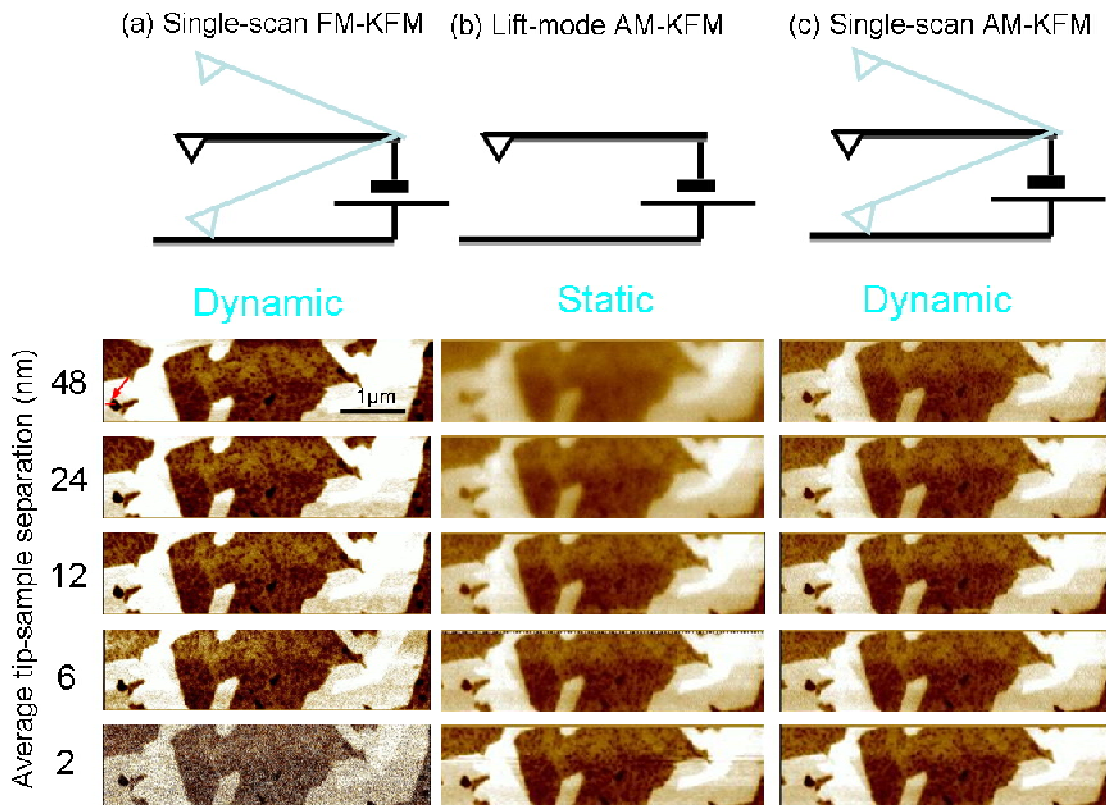 (a) Single-scan FM-KFM
(b) Lift-mode AM-KFM
(c) Single-scan AM-KFM
Dynamic
Static
Dynamic
Average tip-sample separation (nm)
48
1µm
24
12
6
2